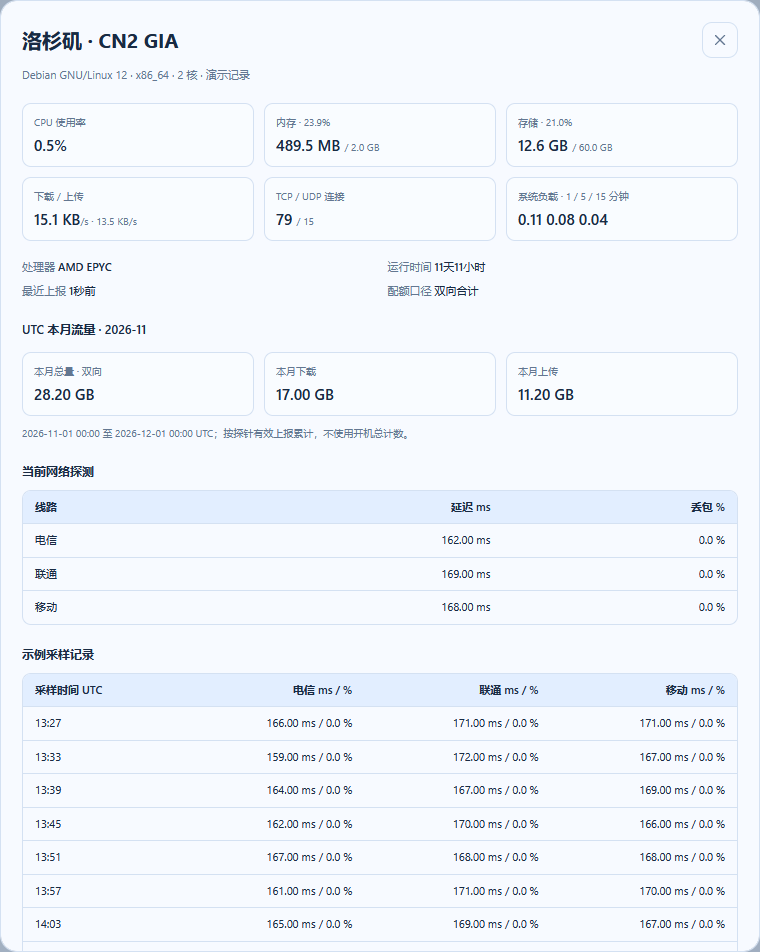 洛杉矶 · CN2 GIA
Debian GNU/Linux 12 · x86_64 · 2 核 · 演示记录
CPU 使用率
0.5%
内存 · 23.9%
489.5 MB / 2.0 GB
存储 · 21.0%
12.6 GB / 60.0 GB
下载 / 上传
15.1 KB/s · 13.5 KB/s
TCP / UDP 连接
79 / 15
系统负载 · 1 / 5 / 15 分钟
0.11 0.08 0.04
处理器 AMD EPYC
运行时间 11天11小时
最近上报 1秒前
配额口径 双向合计
UTC 本月流量 · 2026-11
本月总量 · 双向
28.20 GB
本月下载
17.00 GB
本月上传
11.20 GB
2026-11-01 00:00 至 2026-12-01 00:00 UTC；按探针有效上报累计，不使用开机总计数。
当前网络探测
线路 延迟 ms 丢包 %
电信 162.00 ms 0.0 %
联通 169.00 ms 0.0 %
移动 168.00 ms 0.0 %
示例采样记录
采样时间 UTC 电信 ms / % 联通 ms / % 移动 ms / %
13:27 166.00 ms / 0.0 % 171.00 ms / 0.0 % 171.00 ms / 0.0 %
13:33 159.00 ms / 0.0 % 172.00 ms / 0.0 % 167.00 ms / 0.0 %
13:39 164.00 ms / 0.0 % 167.00 ms / 0.0 % 169.00 ms / 0.0 %
13:45 162.00 ms / 0.0 % 170.00 ms / 0.0 % 166.00 ms / 0.0 %
13:51 167.00 ms / 0.0 % 168.00 ms / 0.0 % 168.00 ms / 0.0 %
13:57 161.00 ms / 0.0 % 171.00 ms / 0.0 % 170.00 ms / 0.0 %
14:03 165.00 ms / 0.0 % 169.00 ms / 0.0 % 167.00 ms / 0.0 %